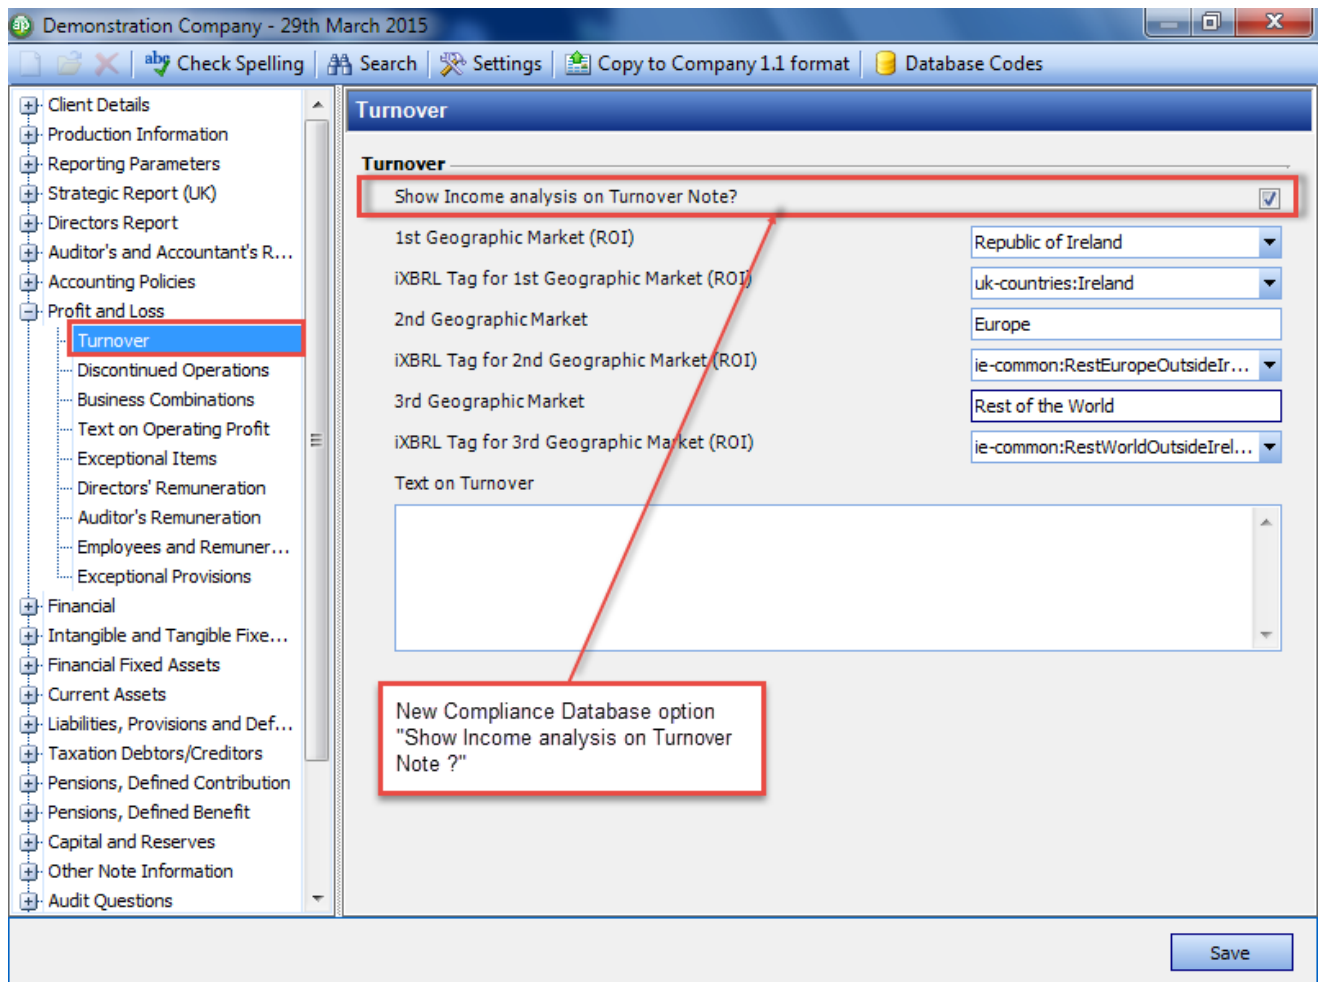 Demonstration Company - 29th March 2015
Check Spelling Search Settings Copy to Company 1.1 format Database Codes
Client Details
Production Information
Reporting Parameters
Strategic Report (UK)
Directors Report
Auditor's and Accountant's R...
Accounting Policies
Profit and Loss
Turnover
Discontinued Operations
Business Combinations
Text on Operating Profit
Exceptional Items
Directors' Remuneration
Auditor's Remuneration
Employees and Remuner...
Exceptional Provisions
Financial
Intangible and Tangible Fixe...
Financial Fixed Assets
Current Assets
Liabilities, Provisions and Def...
Taxation Debtors/Creditors
Pensions, Defined Contribution
Pensions, Defined Benefit
Capital and Reserves
Other Note Information
Audit Questions
Turnover
Turnover
Show Income analysis on Turnover Note?
1st Geographic Market (ROI) Republic of Ireland
iXBRL Tag for 1st Geographic Market (ROI) uk-countries:Ireland
2nd Geographic Market Europe
iXBRL Tag for 2nd Geographic Market (ROI) ie-common:RestEuropeOutsideIr...
3rd Geographic Market Rest of the World
iXBRL Tag for 3rd Geographic Market (ROI) ie-common:RestWorldOutsideIrel...
Text on Turnover
New Compliance Database option
"Show Income analysis on Turnover
Note ?"
Save